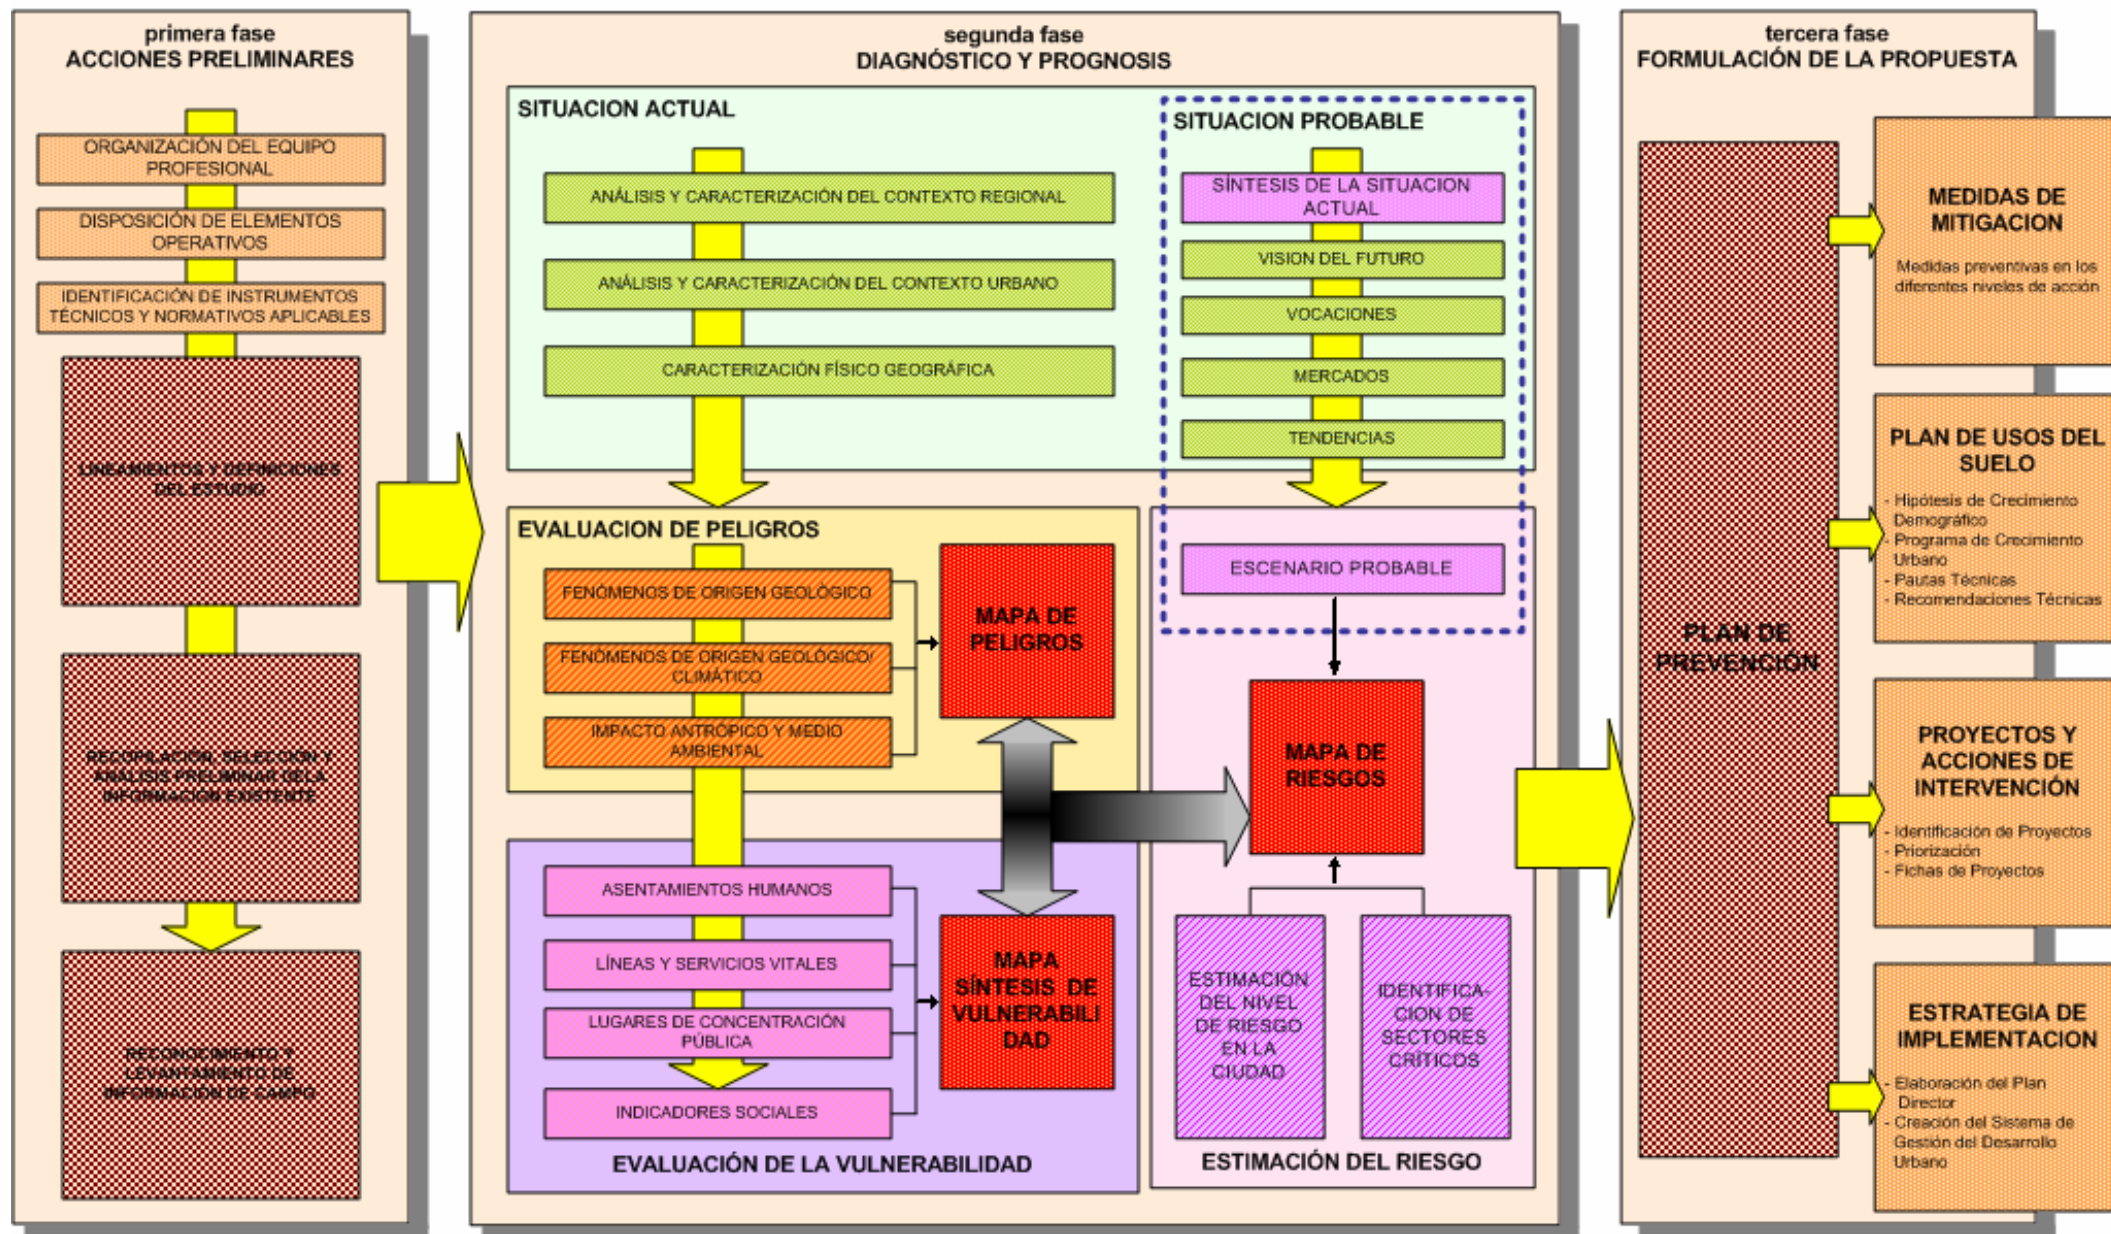 primera fase
ACCIONES PRELIMINARES
ORGANIZACIÓN DEL EQUIPO
PROFESIONAL
DISPOSICIÓN DE ELEMENTOS
OPERATIVOS
IDENTIFICACIÓN DE INSTRUMENTOS
TÉCNICOS Y NORMATIVOS APLICABLES
LINEAMIENTOS Y DEFINICIONES
DEL ESTUDIO
RECOPILACIÓN, SELECCIÓN Y
ANÁLISIS PRELIMINAR DE LA
INFORMACIÓN EXISTENTE
RECONOCIMIENTO Y
LEVANTAMIENTO DE
INFORMACIÓN DE CAMPO
segunda fase
DIAGNÓSTICO Y PROGNOSIS
SITUACION ACTUAL
ANÁLISIS Y CARACTERIZACIÓN DEL CONTEXTO REGIONAL
ANÁLISIS Y CARACTERIZACIÓN DEL CONTEXTO URBANO
CARACTERIZACIÓN FÍSICO GEOGRÁFICA
SITUACION PROBABLE
SÍNTESIS DE LA SITUACION
ACTUAL
VISION DEL FUTURO
VOCACIONES
MERCADOS
TENDENCIAS
EVALUACION DE PELIGROS
FENÓMENOS DE ORIGEN GEOLÓGICO
FENÓMENOS DE ORIGEN GEOLÓGICO/
CLIMÁTICO
IMPACTO ANTRÓPICO Y MEDIO
AMBIENTAL
MAPA DE
PELIGROS
ASENTAMIENTOS HUMANOS
LÍNEAS Y SERVICIOS VITALES
LUGARES DE CONCENTRACIÓN
PÚBLICA
INDICADORES SOCIALES
MAPA
SÍNTESIS DE
VULNERABILI
DAD
EVALUACIÓN DE LA VULNERABILIDAD
ESCENARIO PROBABLE
MAPA DE
RIESGOS
ESTIMACIÓN
DEL NIVEL
DE RIESGO
EN LA
CIUDAD
IDENTIFICA-
CION DE
SECTORES
CRÍTICOS
ESTIMACIÓN DEL RIESGO
tercera fase
FORMULACIÓN DE LA PROPUESTA
PLAN DE
PREVENCIÓN
MEDIDAS DE
MITIGACION
Medidas preventivas en los
diferentes niveles de acción
PLAN DE USOS DEL
SUELO
- Hipótesis de Crecimiento
Demográfico
- Programa de Crecimiento
Urbano
- Pautas Técnicas
- Recomendaciones Técnicas
PROYECTOS Y
ACCIONES DE
INTERVENCIÓN
- Identificación de Proyectos
- Priorización
- Fichas de Proyectos
ESTRATEGIA DE
IMPLEMENTACION
- Elaboración del Plan
Director
- Creación del Sistema de
Gestión del Desarrollo
Urbano